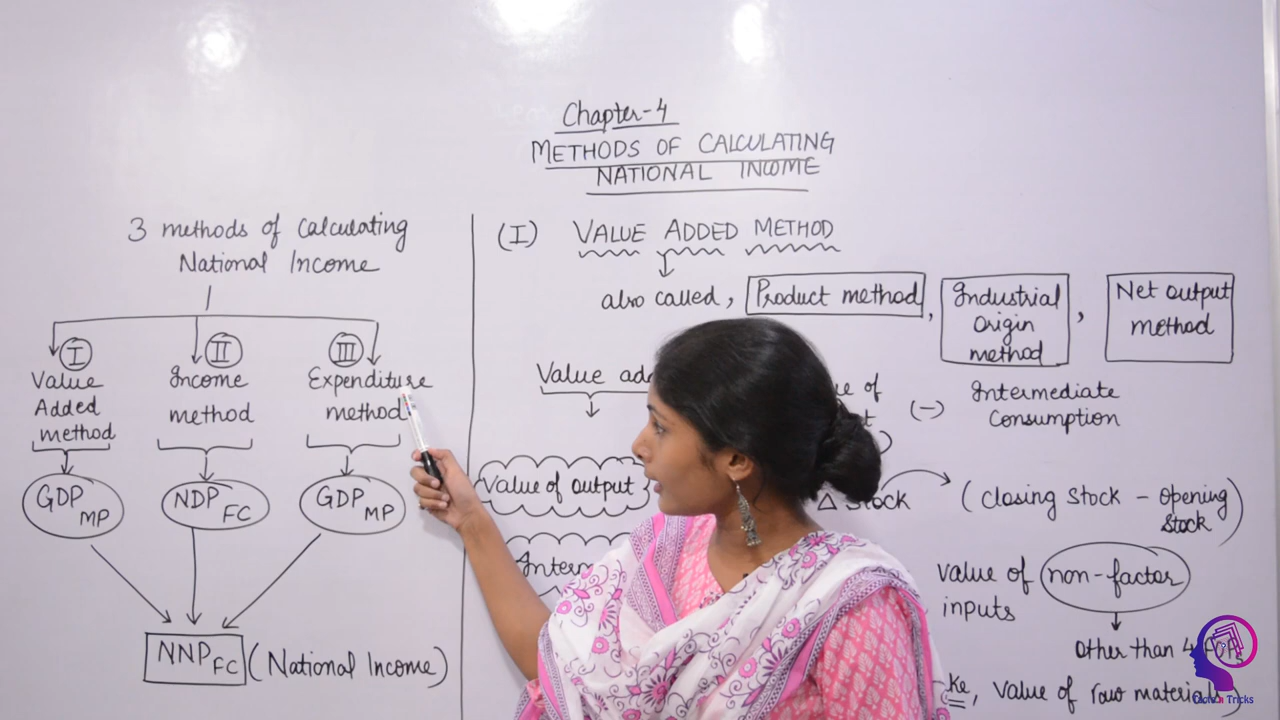 Chapter-4
METHODS OF CALCULATING
NATIONAL INCOME
3 methods of Calculating
National Income
I
Value
Added
method
GDP MP
II
Income
method
NDP FC
III
Expenditure
method
GDP MP
NNP FC (National Income)
(I) VALUE ADDED METHOD
also called, Product method, Industrial Origin method, Net output method
Value of (-) Intermediate Consumption
Value of output
Δ Stock (Closing Stock - Opening Stock)
value of non-factor
inputs
other than 4
Value of raw material